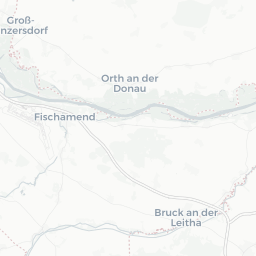 Groß-
nzersdorf
Orth an der
Donau
Fischamend
Bruck an der
Leitha